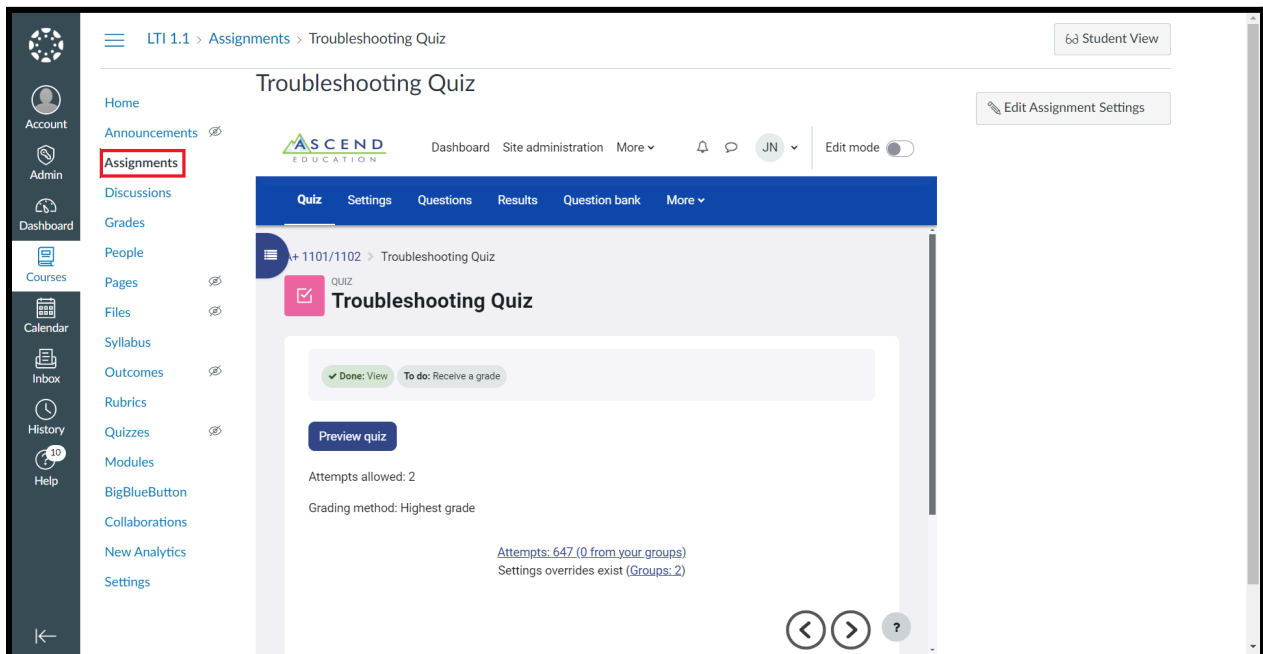 LTI 1.1 > Assignments > Troubleshooting Quiz
Student View
Account
Admin
Dashboard
Courses
Calendar
Inbox
History
10
Help
Home
Announcements
Assignments
Discussions
Grades
People
Pages
Files
Syllabus
Outcomes
Rubrics
Quizzes
Modules
BigBlueButton
Collaborations
New Analytics
Settings
Troubleshooting Quiz
Edit Assignment Settings
ASCEND
EDUCATION
Dashboard Site administration More JN Edit mode
Quiz Settings Questions Results Question bank More
A+ 1101/1102 > Troubleshooting Quiz
QUIZ
Troubleshooting Quiz
✔ Done: View To do: Receive a grade
Preview quiz
Attempts allowed: 2
Grading method: Highest grade
Attempts: 647 (0 from your groups)
Settings overrides exist (Groups: 2)
?